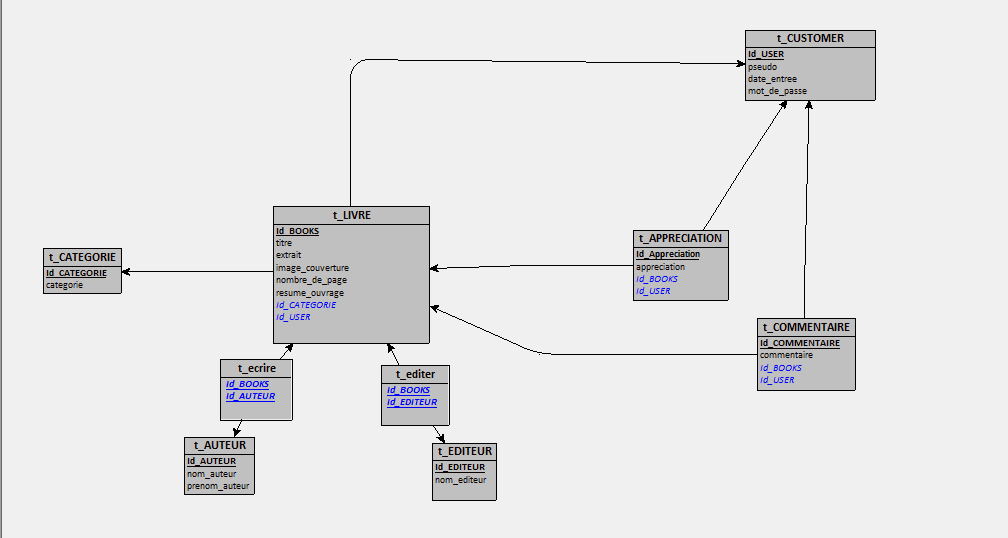 t_CUSTOMER
Id_USER
pseudo
date_entree
mot_de_passe
t_LIVRE
Id_BOOKS
titre
extrait
image_couverture
nombre_de_page
resume_ouvrage
Id_CATEGORIE
Id_USER
t_CATEGORIE
Id_CATEGORIE
categorie
t_APPRECIATION
Id_Appreciation
appreciation
Id_BOOKS
Id_USER
t_COMMENTAIRE
Id_COMMENTAIRE
commentaire
Id_BOOKS
Id_USER
t_ecrire
Id_BOOKS
Id_AUTEUR
t_editer
Id_BOOKS
Id_EDITEUR
t_AUTEUR
Id_AUTEUR
nom_auteur
prenom_auteur
t_EDITEUR
Id_EDITEUR
nom_editeur